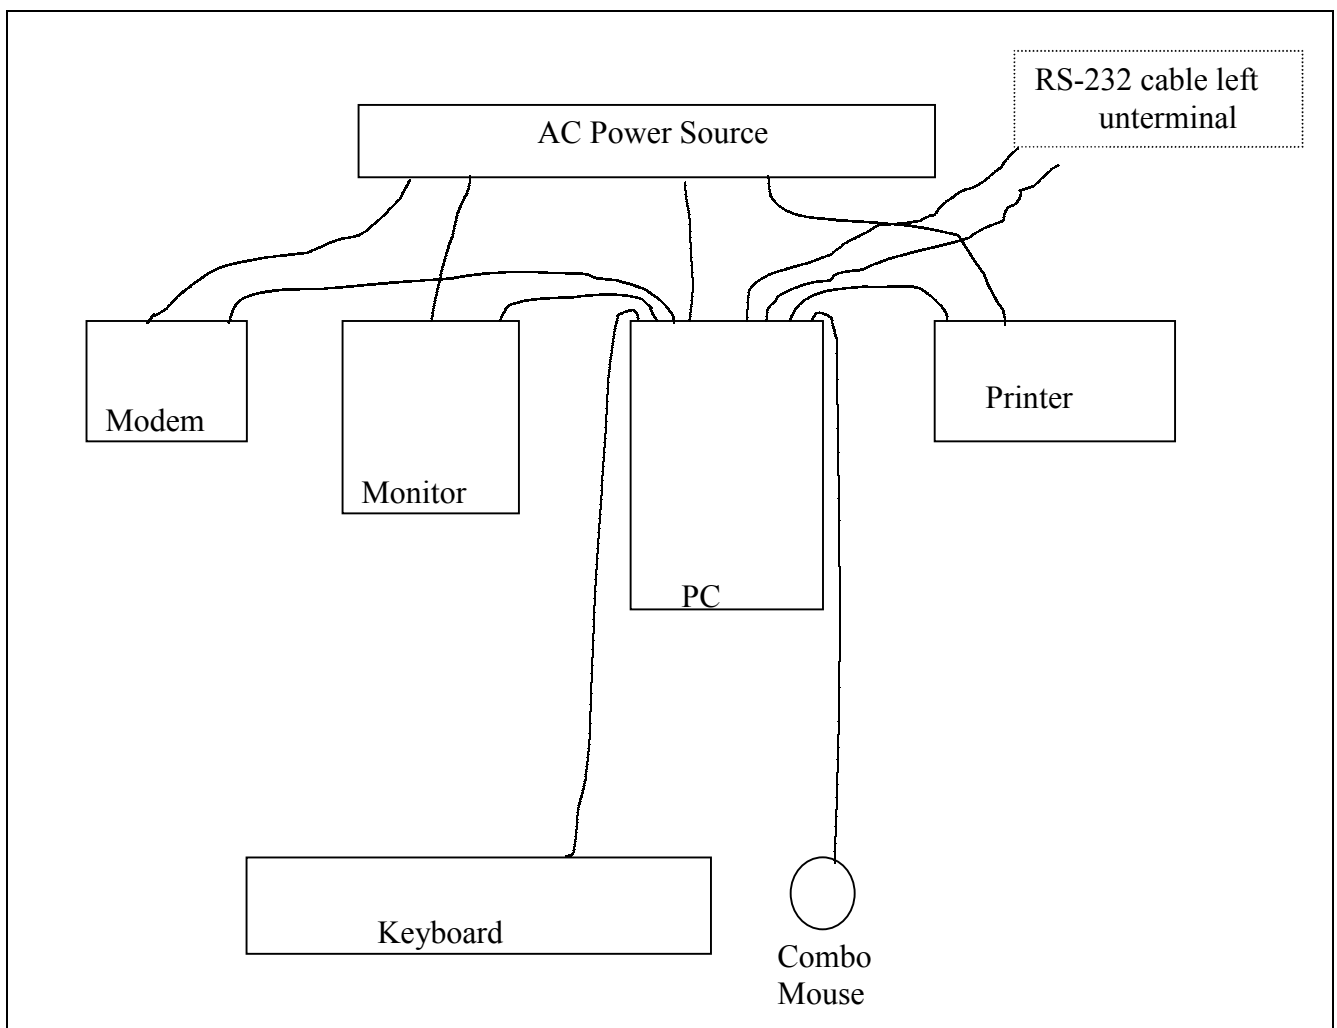 RS-232 cable left
unterminal
AC Power Source
Modem
Monitor
PC
Printer
Keyboard
Combo
Mouse